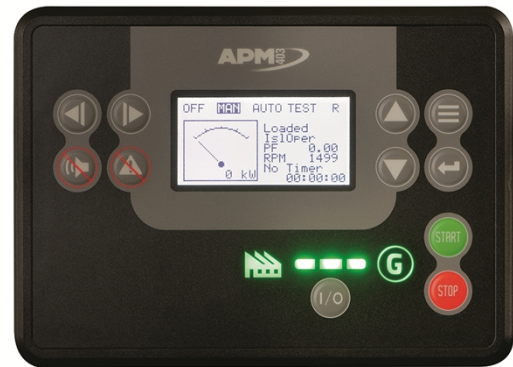 APM403
OFF MAN AUTO TEST R
Loaded
IslOper
PF 0.00
RPM 1499
No Timer
00:00:00
0 kW
G
I/O
START
STOP